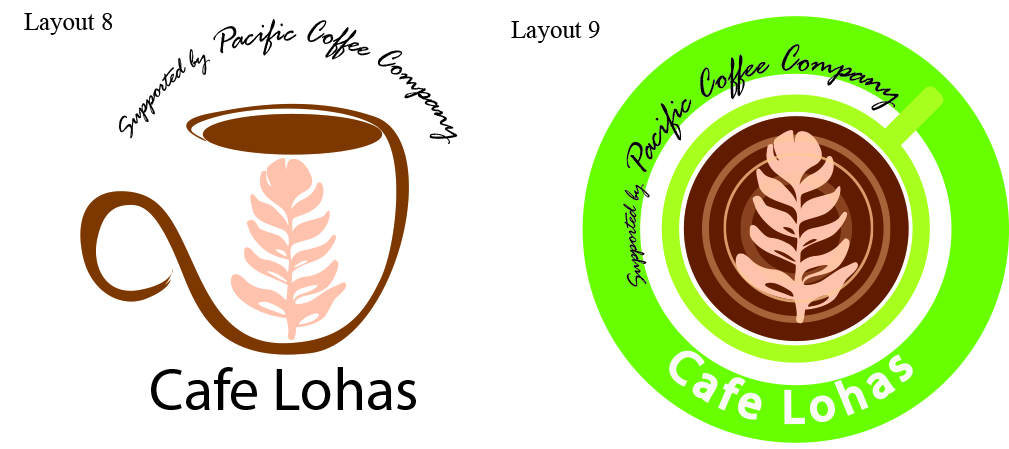 Layout 8
Supported by Pacific Coffee Company
Cafe Lohas
Layout 9
Supported by Pacific Coffee Company
Cafe Lohas